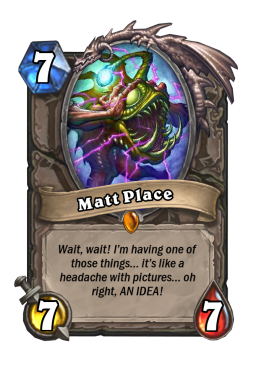 7
Matt Place
Wait, wait! I'm having one of
those things... it's like a
headache with pictures... oh
right, AN IDEA!
7
7